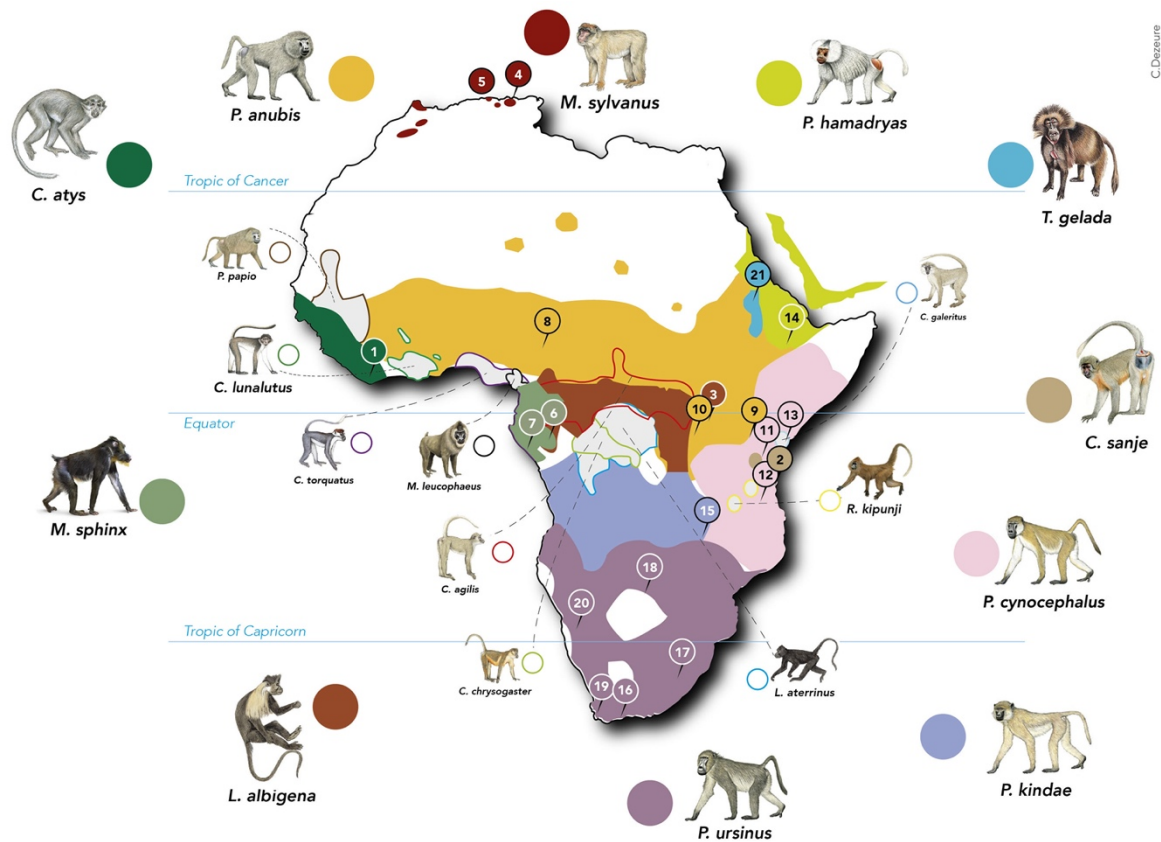 C.Dezeure
P. anubis
M. sylvanus
P. hamadryas
C. atys
T. gelada
Tropic of Cancer
5
4
P. papio
C. galeritus
21
14
8
1
C. lunalutus
C. sanje
Equator
3
10
9
13
11
6
7
2
12
C. torquatus
M. leucophaeus
R. kipunji
M. sphinx
15
C. agilis
P. cynocephalus
18
20
Tropic of Capricorn
17
C. chrysogaster
L. aterrinus
19
16
L. albigena
P. kindae
P. ursinus